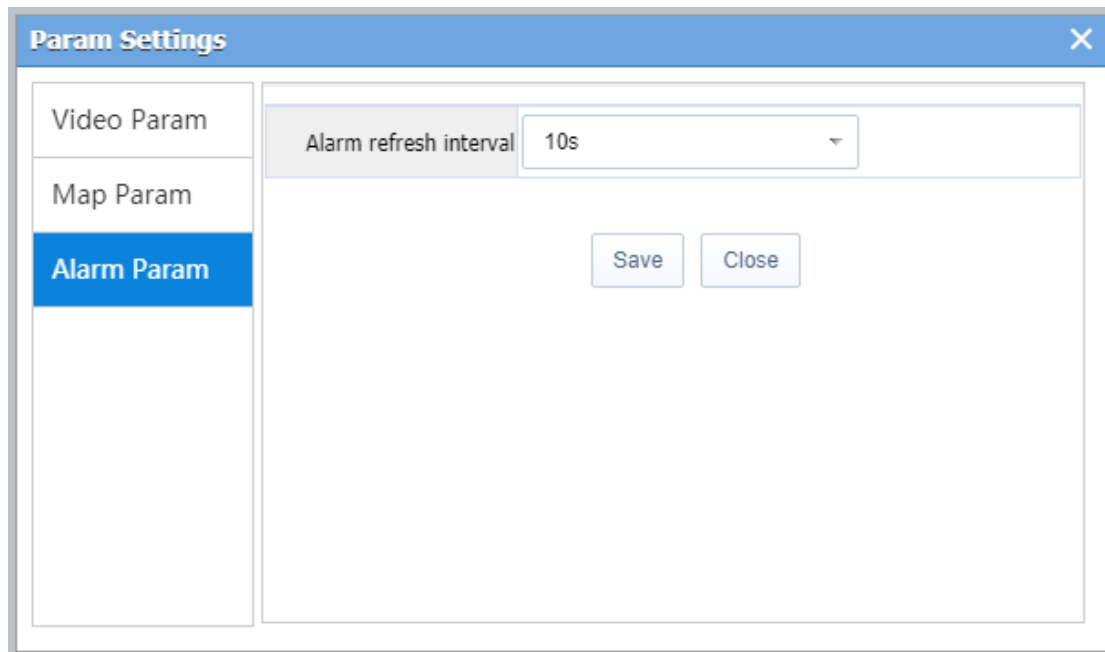 Param Settings
Video Param
Map Param
Alarm Param
Alarm refresh interval 10s
Save Close